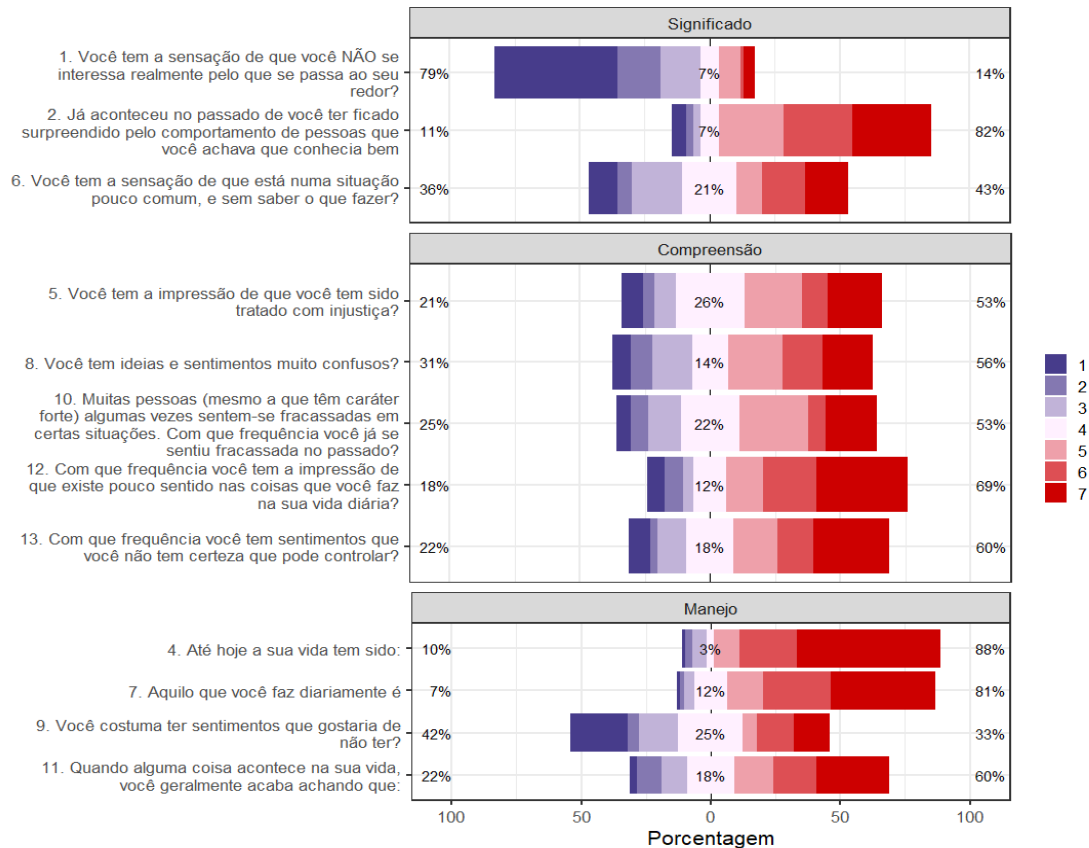 Significado
1. Você tem a sensação de que você NÃO se
interessa realmente pelo que se passa ao seu
redor?
79%
7%
14%
2. Já aconteceu no passado de você ter ficado
surpreendido pelo comportamento de pessoas que
você achava que conhecia bem
11%
7%
82%
6. Você tem a sensação de que está numa situação
pouco comum, e sem saber o que fazer?
36%
21%
43%
Compreensão
5. Você tem a impressão de que você tem sido
tratado com injustiça?
21%
26%
53%
8. Você tem ideias e sentimentos muito confusos?
31%
14%
56%
10. Muitas pessoas (mesmo a que têm caráter
forte) algumas vezes sentem-se fracassadas em
certas situações. Com que frequência você já se
sentiu fracassada no passado?
25%
22%
53%
12. Com que frequência você tem a impressão de
que existe pouco sentido nas coisas que você faz
na sua vida diária?
18%
12%
69%
13. Com que frequência você tem sentimentos que
você não tem certeza que pode controlar?
22%
18%
60%
Manejo
4. Até hoje a sua vida tem sido:
10%
3%
88%
7. Aquilo que você faz diariamente é
7%
12%
81%
9. Você costuma ter sentimentos que gostaria de
não ter?
42%
25%
33%
11. Quando alguma coisa acontece na sua vida,
você geralmente acaba achando que:
22%
18%
60%
100 50 0 50 100
Porcentagem
1
2
3
4
5
6
7